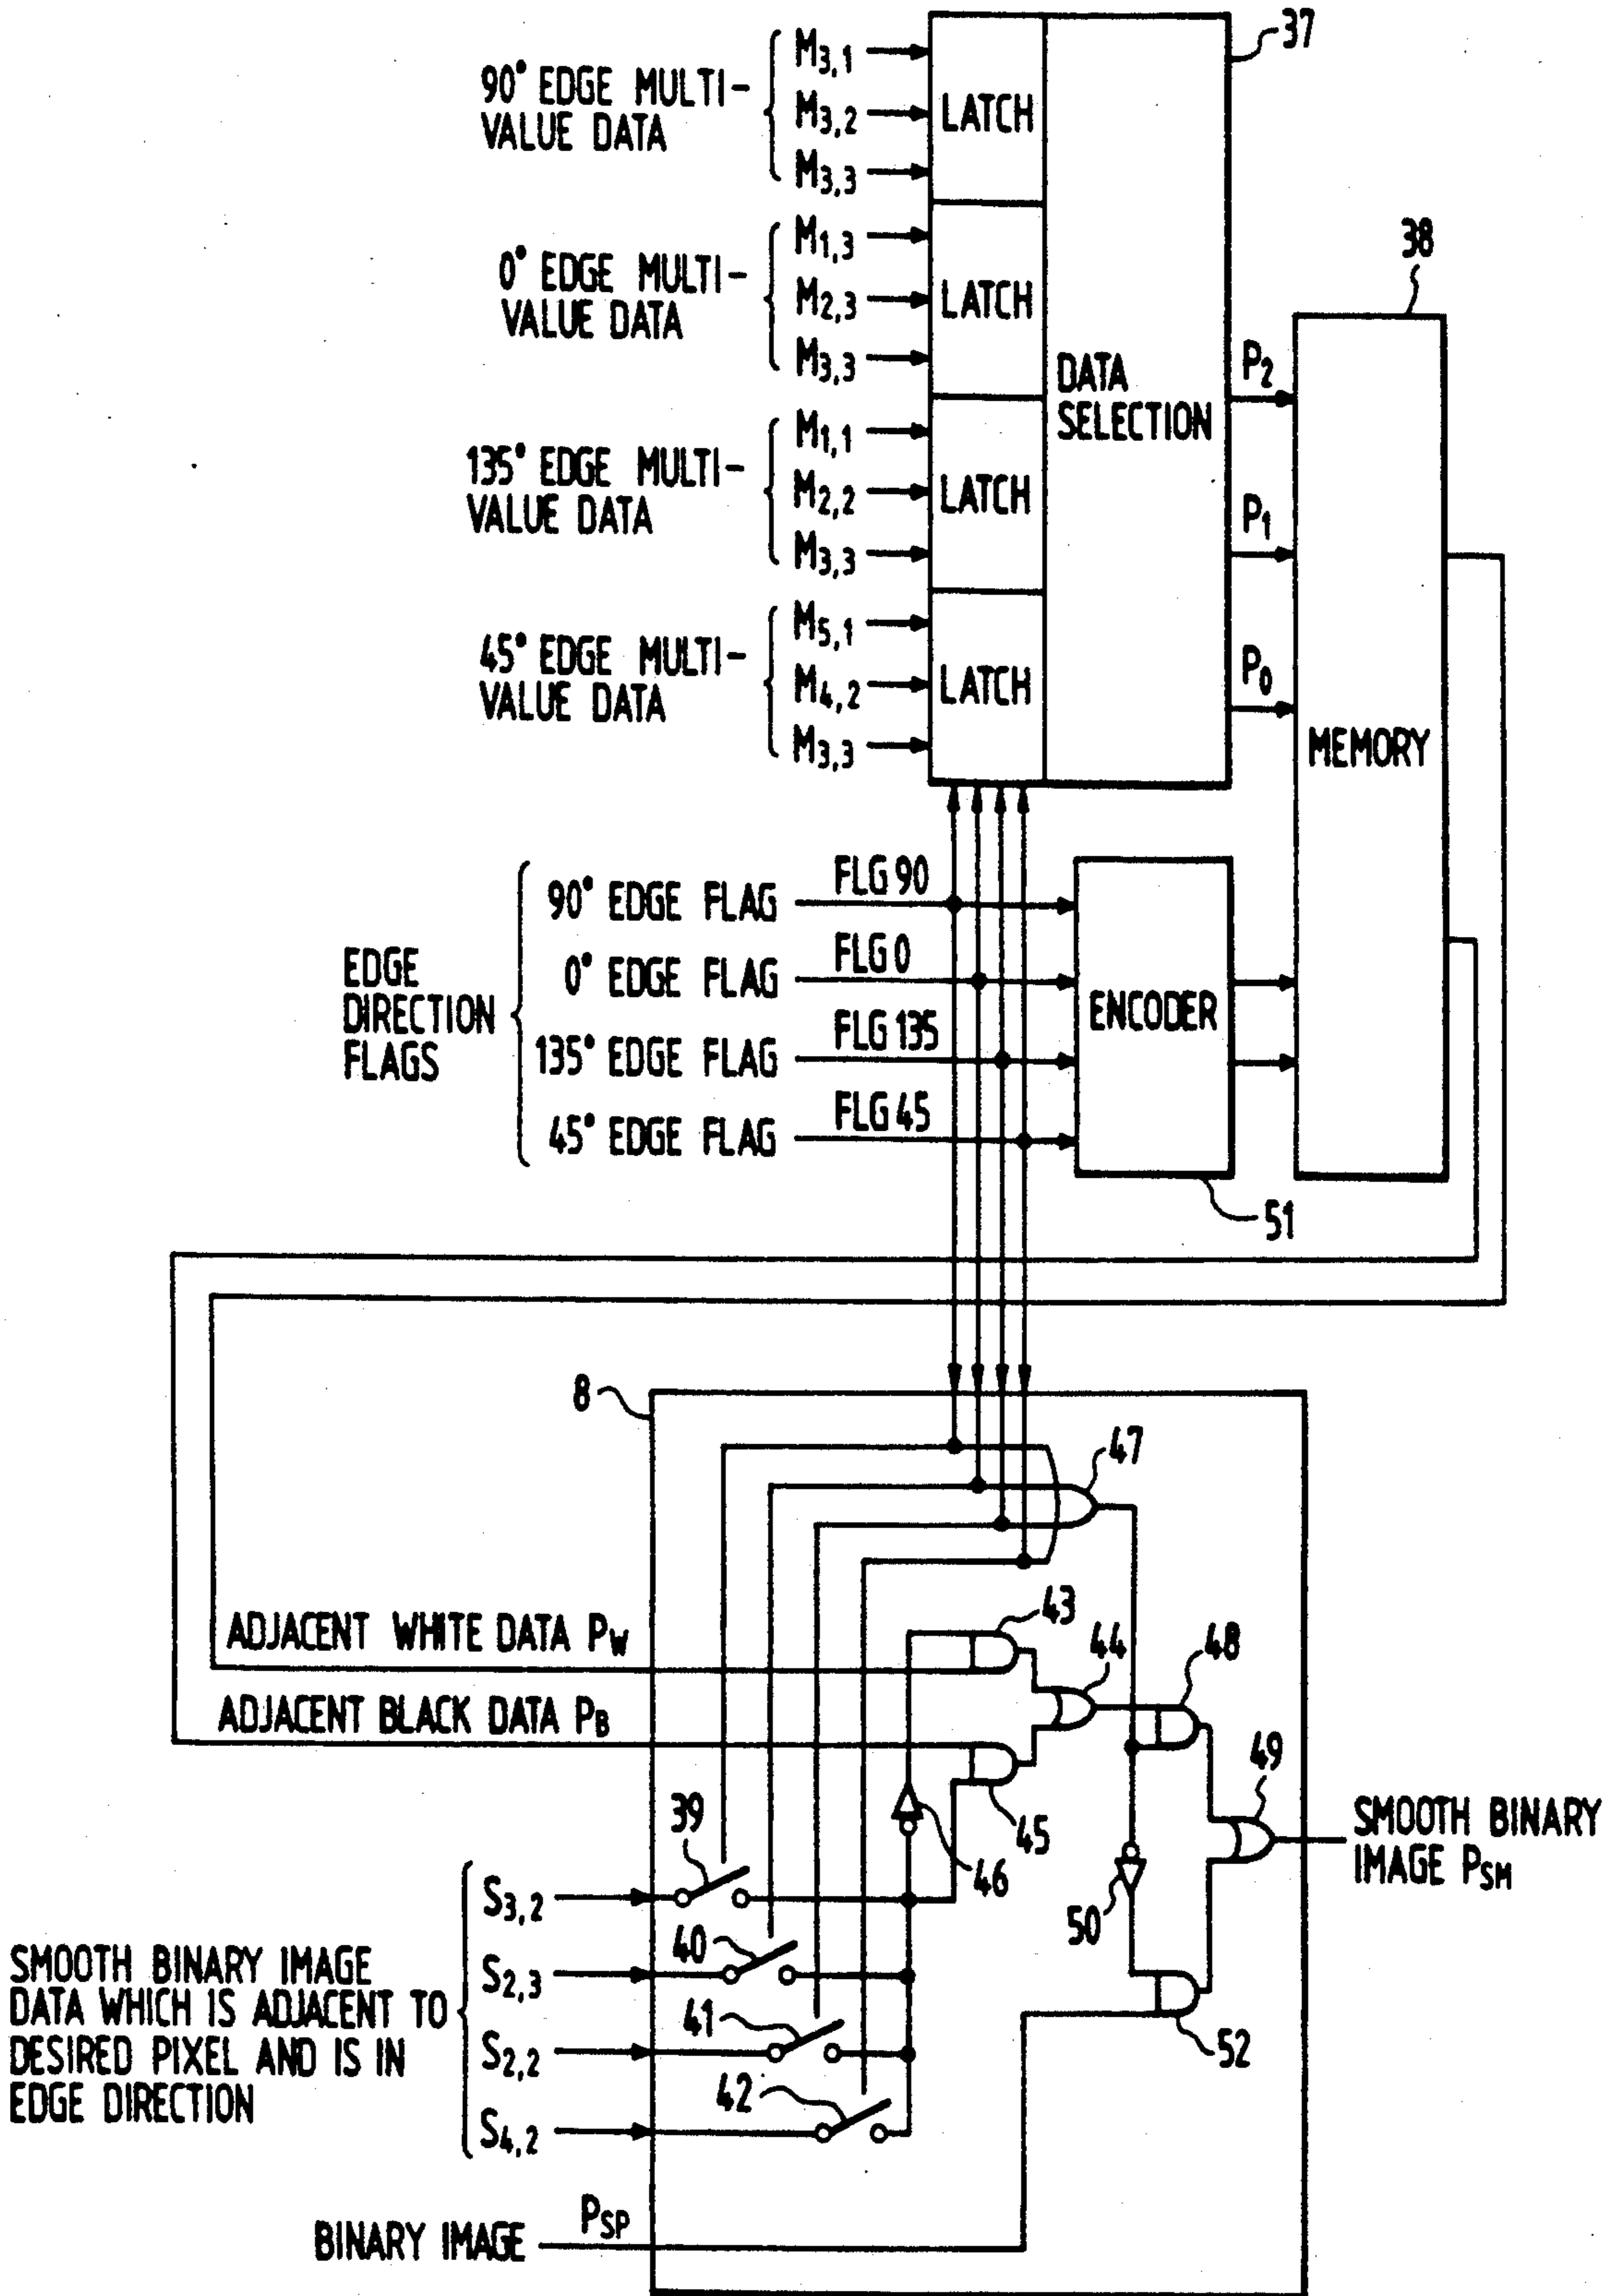 37
90° EDGE MULTI-
VALUE DATA
M3,1
M3,2
M3,3
LATCH
0° EDGE MULTI-
VALUE DATA
M1,3
M2,3
M3,3
LATCH
135° EDGE MULTI-
VALUE DATA
M1,1
M2,2
M3,3
LATCH
45° EDGE MULTI-
VALUE DATA
M5,1
M4,2
M3,3
LATCH
DATA
SELECTION
P2
P1
P0
38
MEMORY
EDGE
DIRECTION
FLAGS
90° EDGE FLAG
FLG 90
0° EDGE FLAG
FLG 0
135° EDGE FLAG
FLG 135
45° EDGE FLAG
FLG 45
ENCODER
51
8
47
ADJACENT WHITE DATA PW
43
44
48
ADJACENT BLACK DATA PB
45
46
49
50
52
39
40
41
42
SMOOTH BINARY
IMAGE PSM
SMOOTH BINARY IMAGE
DATA WHICH IS ADJACENT TO
DESIRED PIXEL AND IS IN
EDGE DIRECTION
S3,2
S2,3
S2,2
S4,2
BINARY IMAGE
PSP